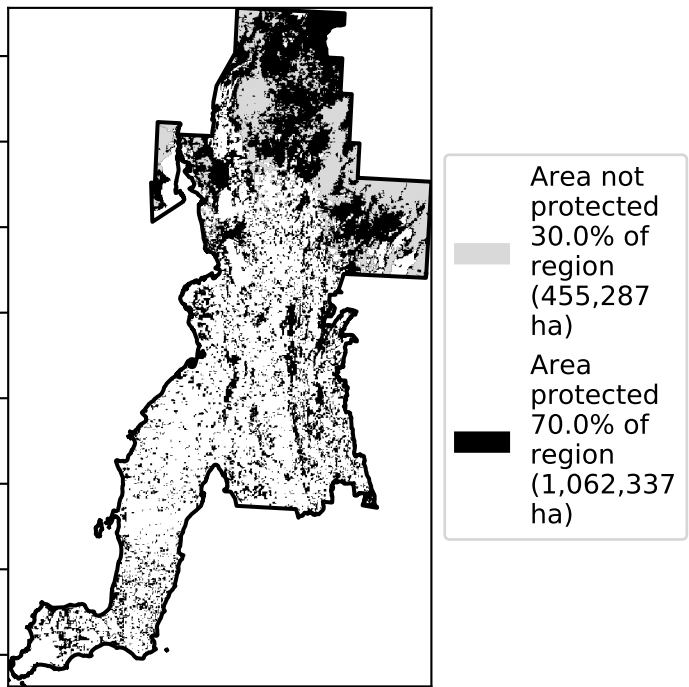 Area not
protected
30.0% of
region
(455,287
ha)
Area
protected
70.0% of
region
(1,062,337
ha)